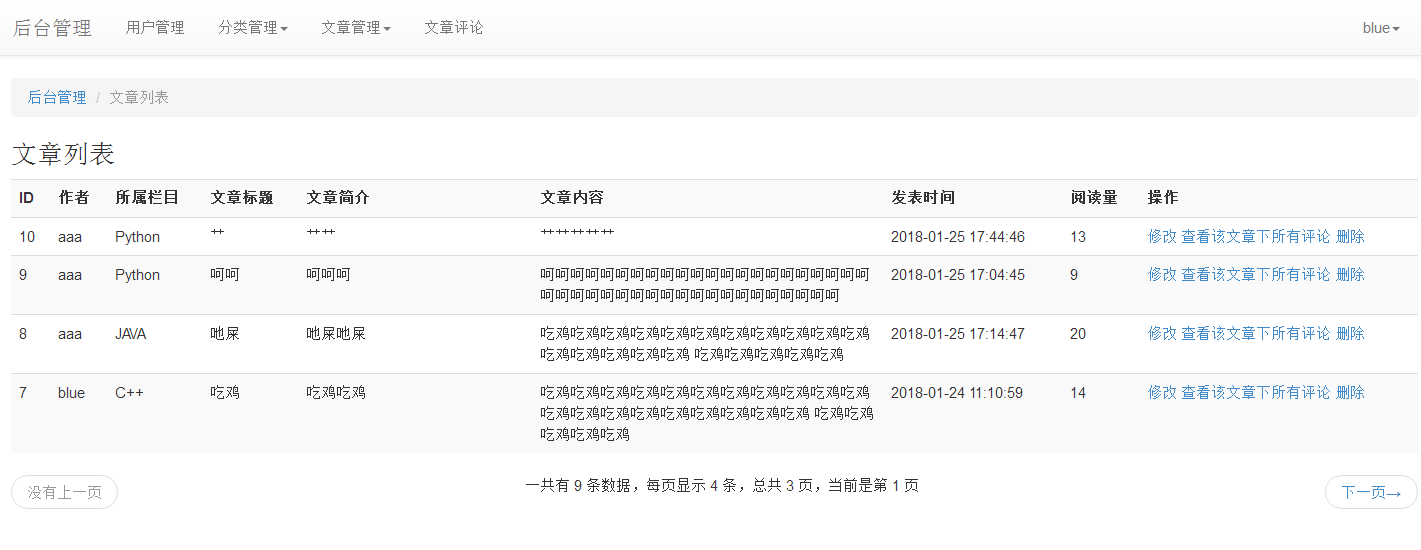 后台管理 用户管理 分类管理 文章管理 文章评论 blue
后台管理 / 文章列表
文章列表
ID 作者 所属栏目 文章标题 文章简介 文章内容 发表时间 阅读量 操作
10 aaa Python 艹 艹艹 艹艹艹艹艹 2018-01-25 17:44:46 13 修改 查看该文章下所有评论 删除
9 aaa Python 呵呵 呵呵呵 呵呵呵呵呵呵呵呵呵呵呵呵呵呵呵呵呵呵呵呵呵呵 2018-01-25 17:04:45 9 修改 查看该文章下所有评论 删除
呵呵呵呵呵呵呵呵呵呵呵呵呵呵呵呵呵呵呵呵
8 aaa JAVA 吔屎 吔屎吔屎 吃鸡吃鸡吃鸡吃鸡吃鸡吃鸡吃鸡吃鸡吃鸡吃鸡吃鸡 2018-01-25 17:14:47 20 修改 查看该文章下所有评论 删除
吃鸡吃鸡吃鸡吃鸡吃鸡 吃鸡吃鸡吃鸡吃鸡吃鸡
7 blue C++ 吃鸡 吃鸡吃鸡 吃鸡吃鸡吃鸡吃鸡吃鸡吃鸡吃鸡吃鸡吃鸡吃鸡吃鸡 2018-01-24 11:10:59 14 修改 查看该文章下所有评论 删除
吃鸡吃鸡吃鸡吃鸡吃鸡吃鸡吃鸡吃鸡吃鸡 吃鸡吃鸡
吃鸡吃鸡吃鸡
没有上一页 一共有 9 条数据，每页显示 4 条，总共 3 页，当前是第 1 页 下一页→